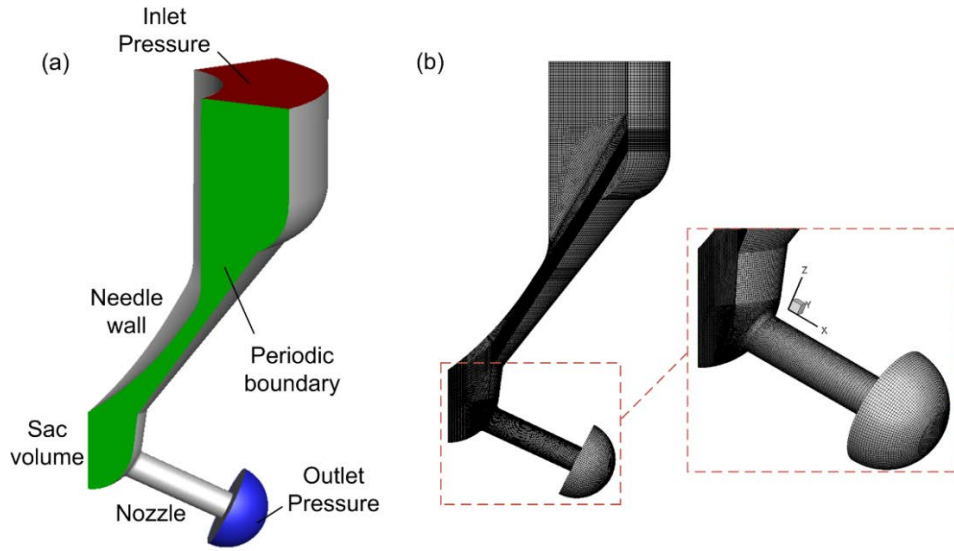 (a)
Inlet
Pressure
Needle
wall
Periodic
boundary
Sac
volume
Nozzle
Outlet
Pressure
(b)
Z
Y
X